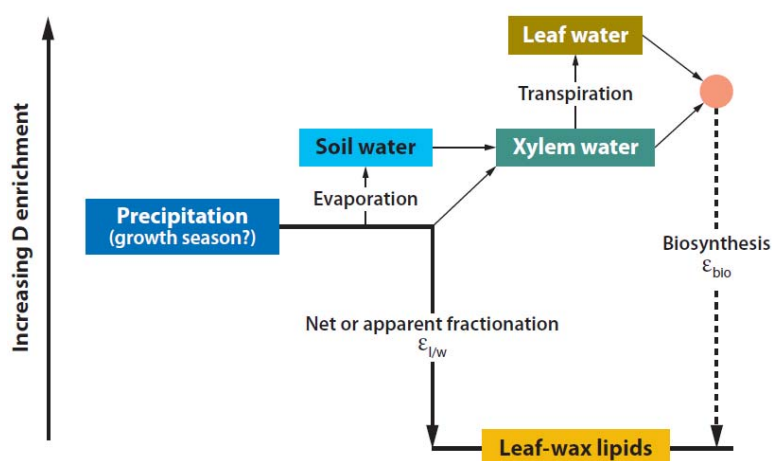 Increasing D enrichment
Leaf water
Transpiration
Soil water
Xylem water
Evaporation
Precipitation
(growth season?)
Biosynthesis
εbio
Net or apparent fractionation
εl/w
Leaf-wax lipids